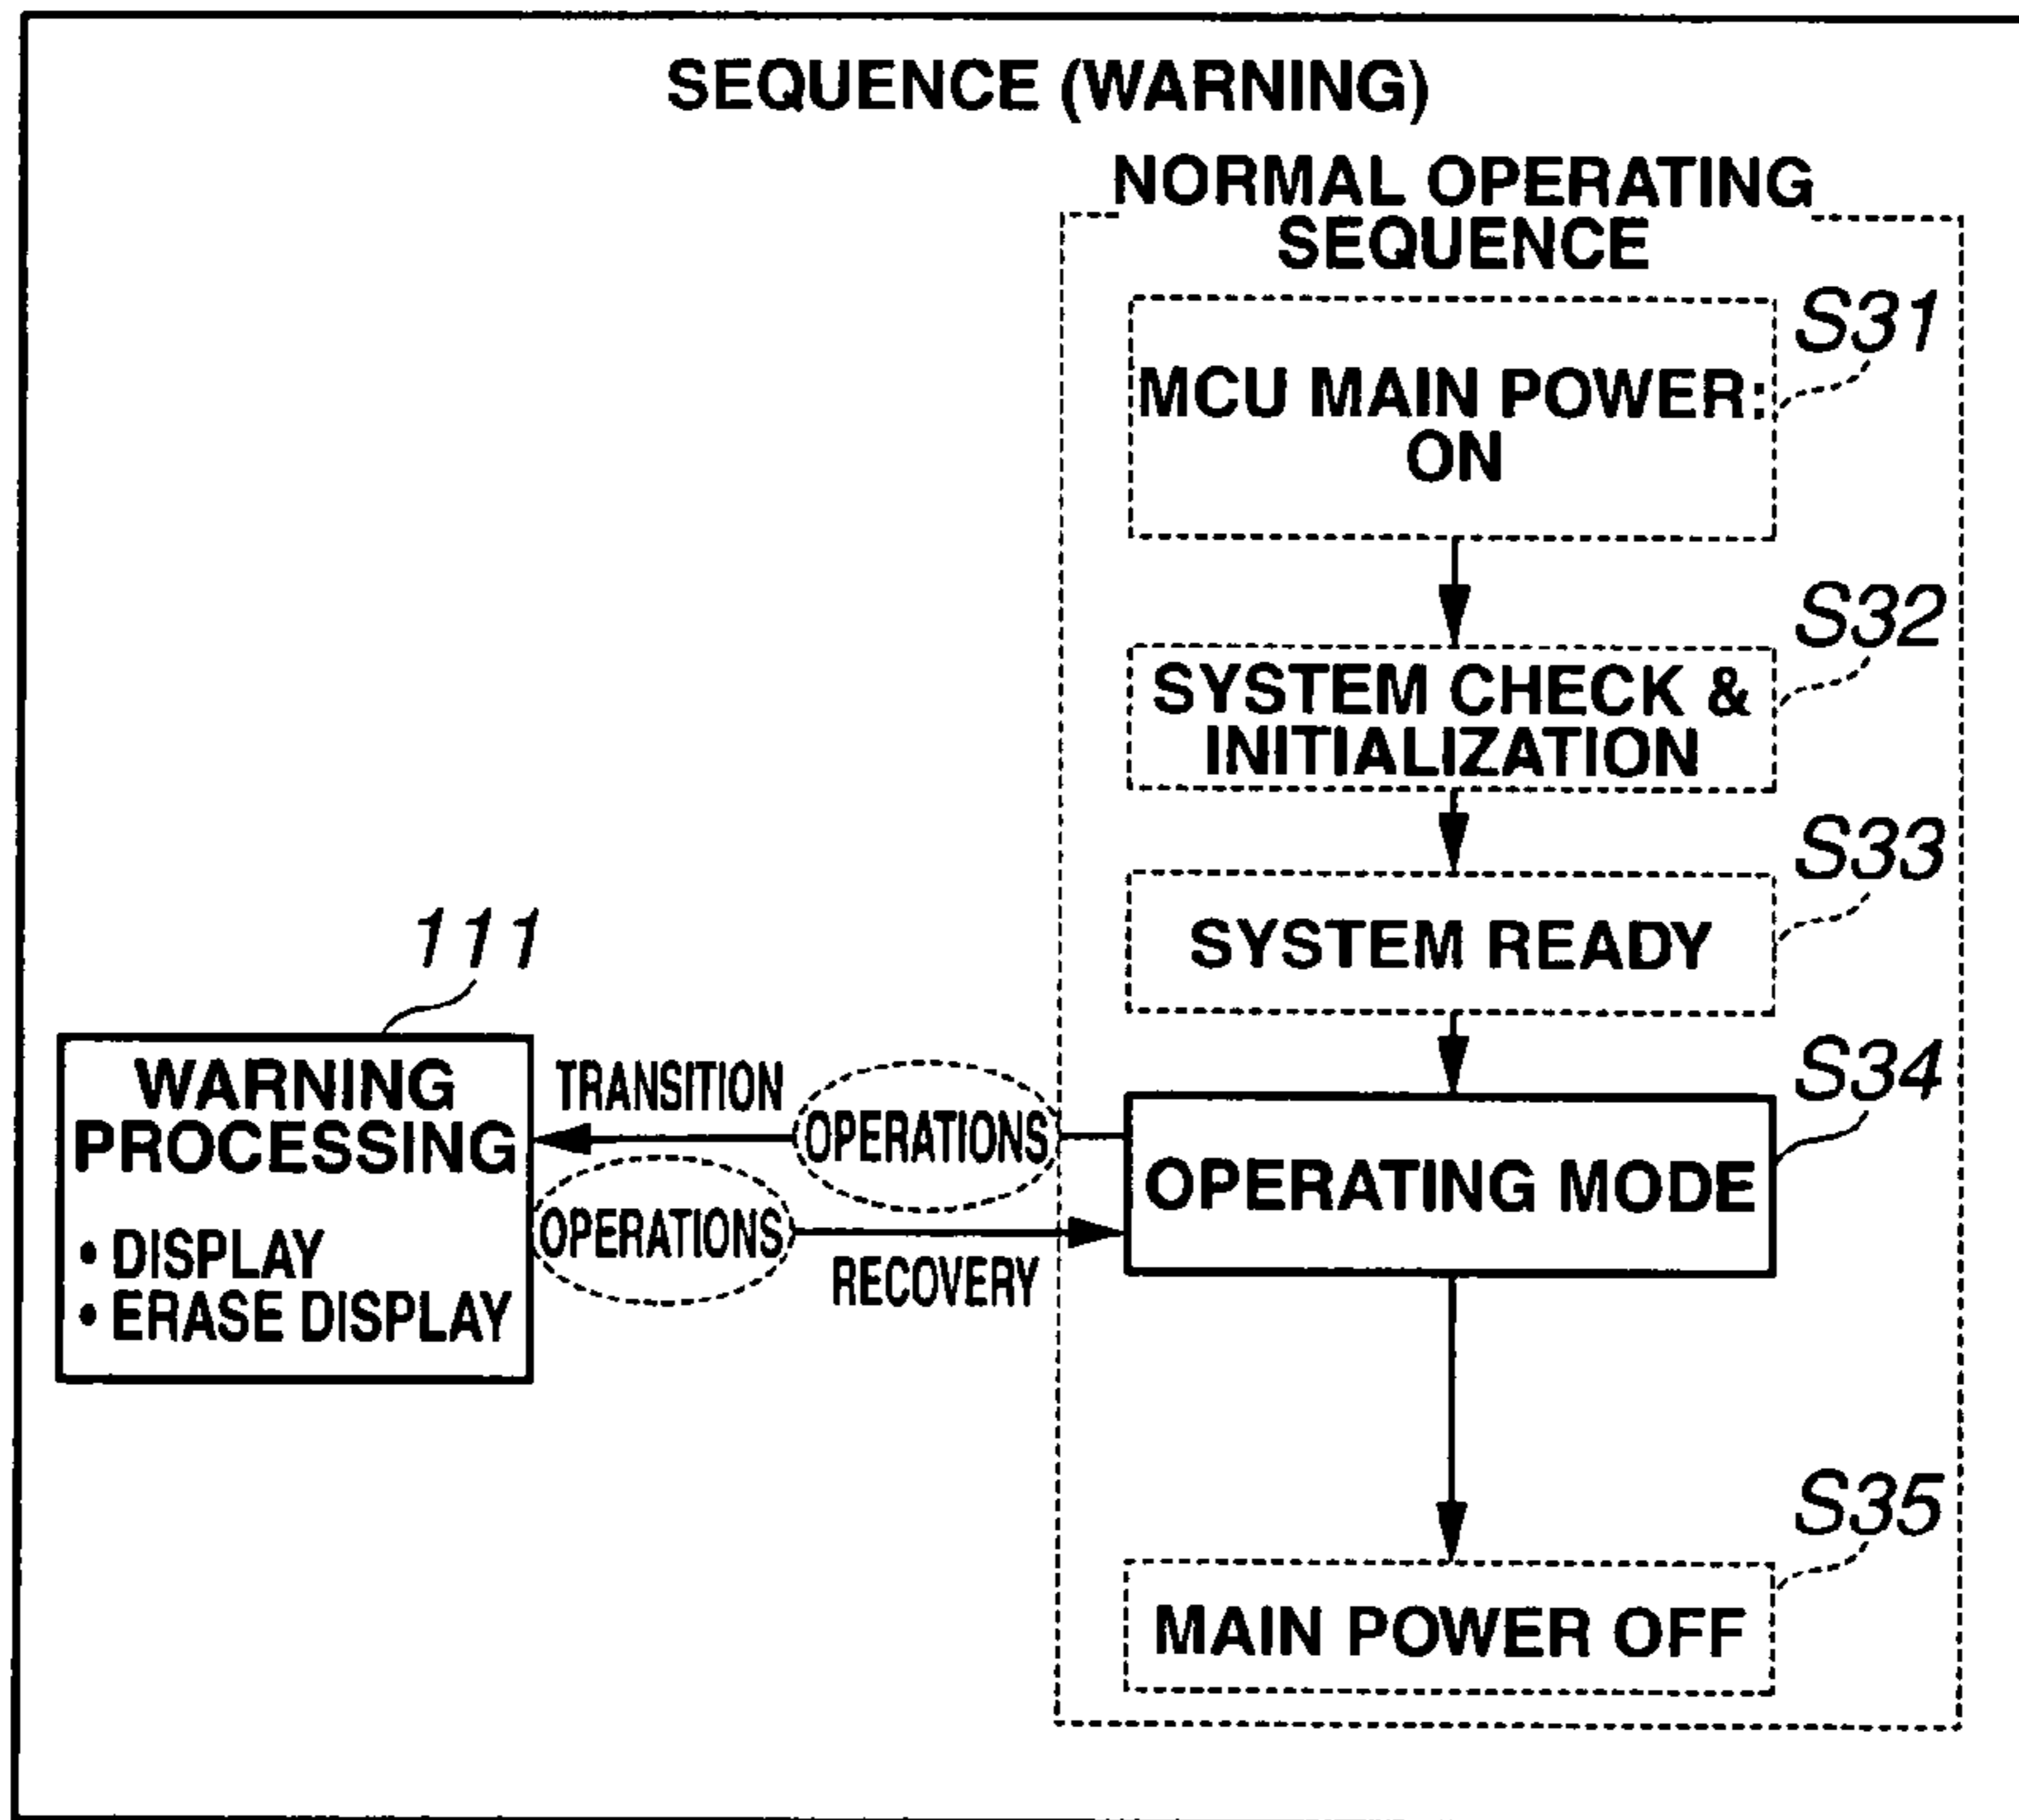 SEQUENCE (WARNING)
NORMAL OPERATING
SEQUENCE
S31
MCU MAIN POWER:
ON
S32
SYSTEM CHECK &
INITIALIZATION
S33
SYSTEM READY
111
S34
WARNING
PROCESSING
• DISPLAY
• ERASE DISPLAY
TRANSITION
OPERATIONS
OPERATIONS
RECOVERY
OPERATING MODE
S35
MAIN POWER OFF